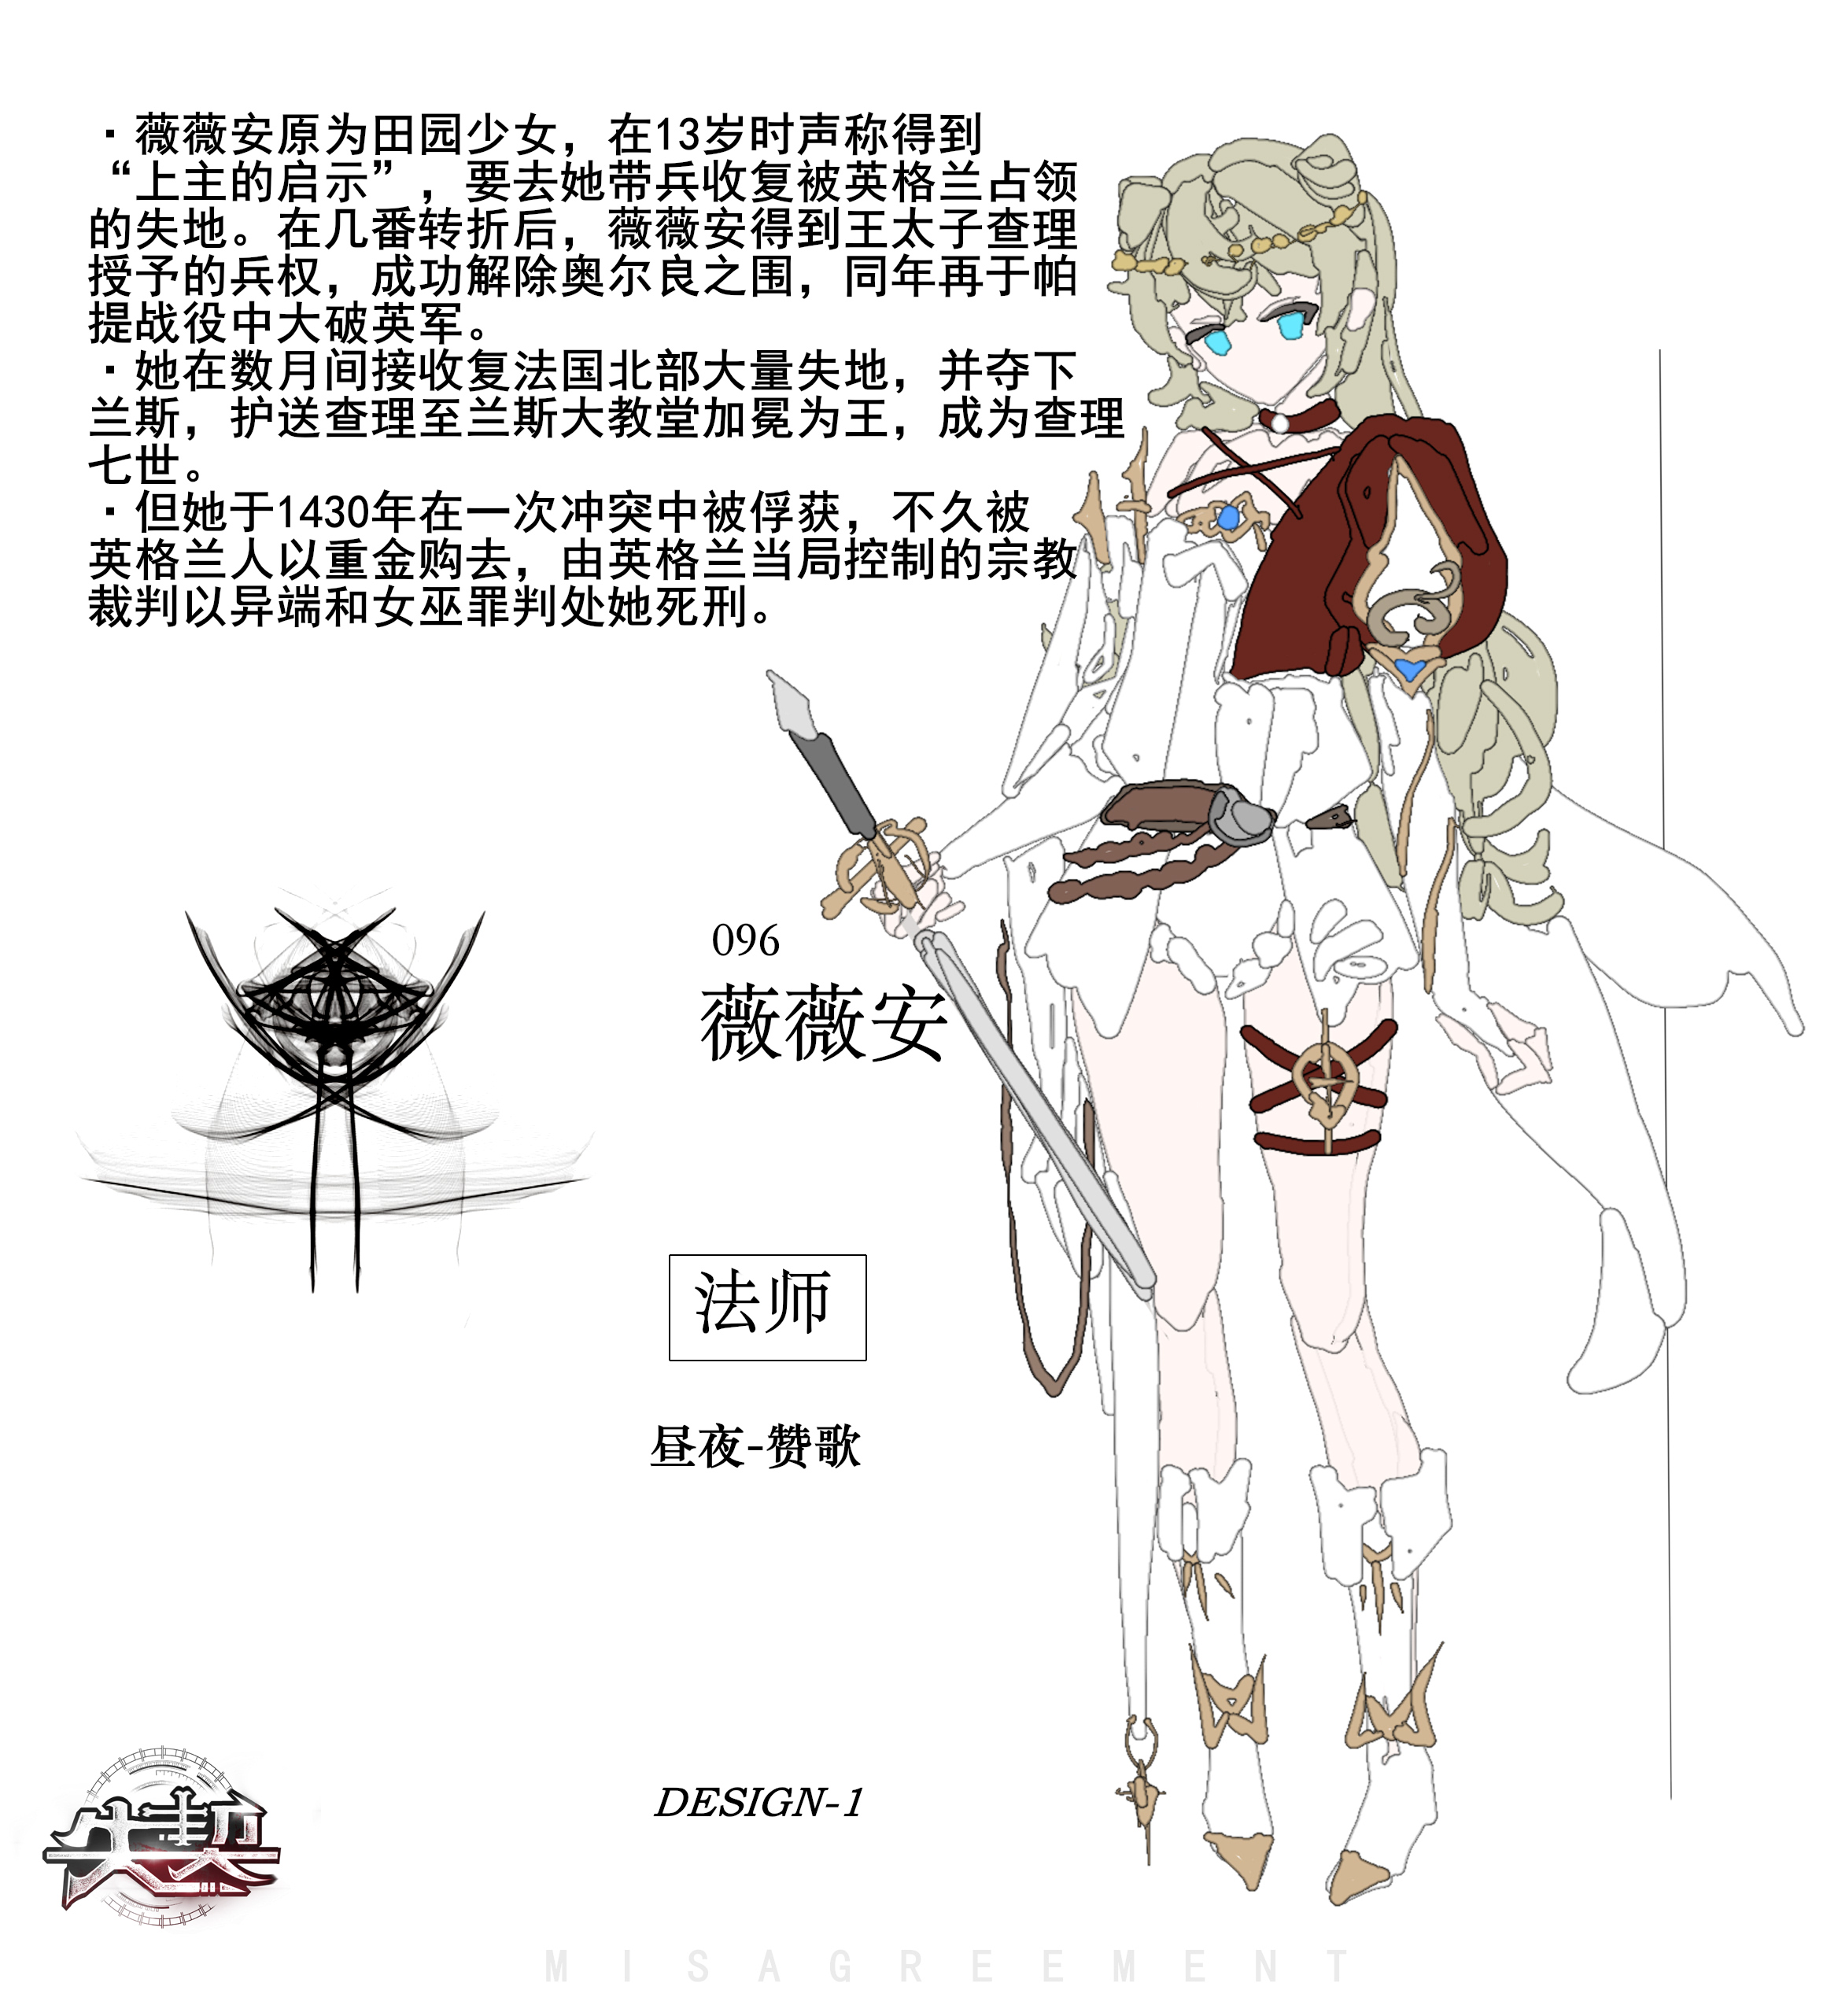 ·薇薇安原为田园少女，在13岁时声称得到
“上主的启示”，要去她带兵收复被英格兰占领
的失地。在几番转折后，薇薇安得到王太子查理
授予的兵权，成功解除奥尔良之围，同年再于帕
提战役中大破英军。
·她在数月间接收复法国北部大量失地，并夺下
兰斯，护送查理至兰斯大教堂加冕为王，成为查理
七世。
·但她于1430年在一次冲突中被俘获，不久被
英格兰人以重金购去，由英格兰当局控制的宗教
裁判以异端和女巫罪判处她死刑。
096
薇薇安
法师
昼夜-赞歌
DESIGN-1
失契
MISAGREEMENT